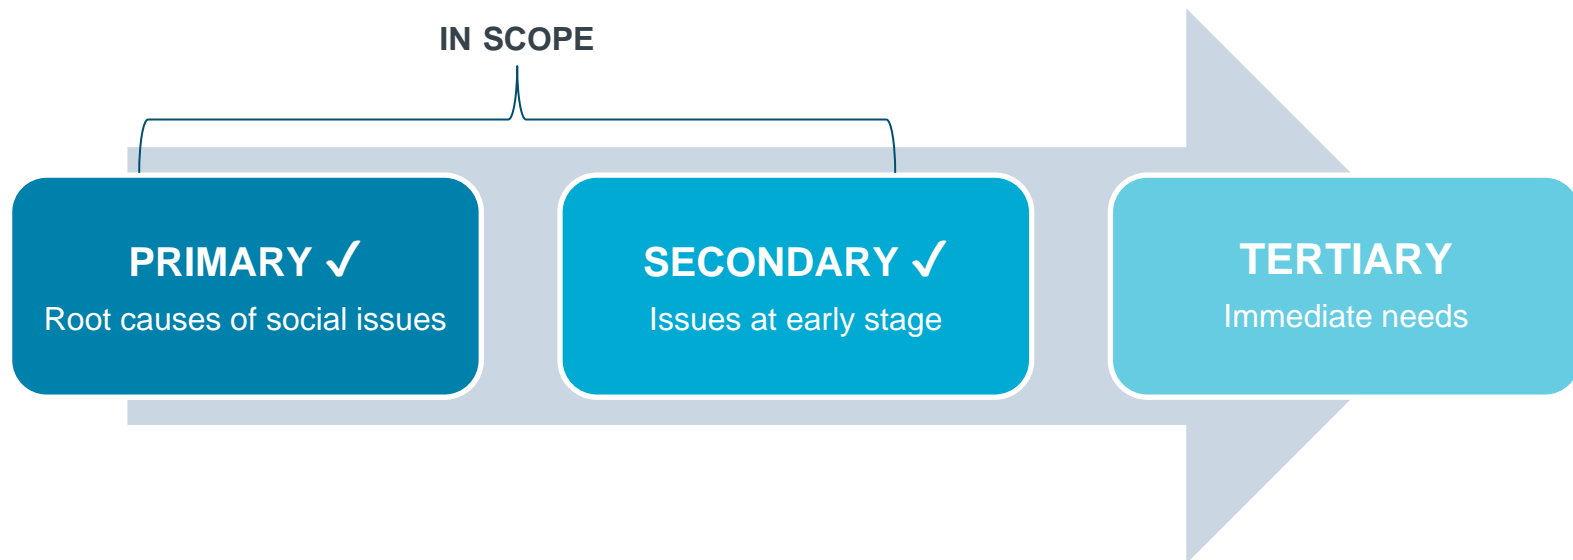 IN SCOPE
PRIMARY ✓
Root causes of social issues
SECONDARY ✓
Issues at early stage
TERTIARY
Immediate needs